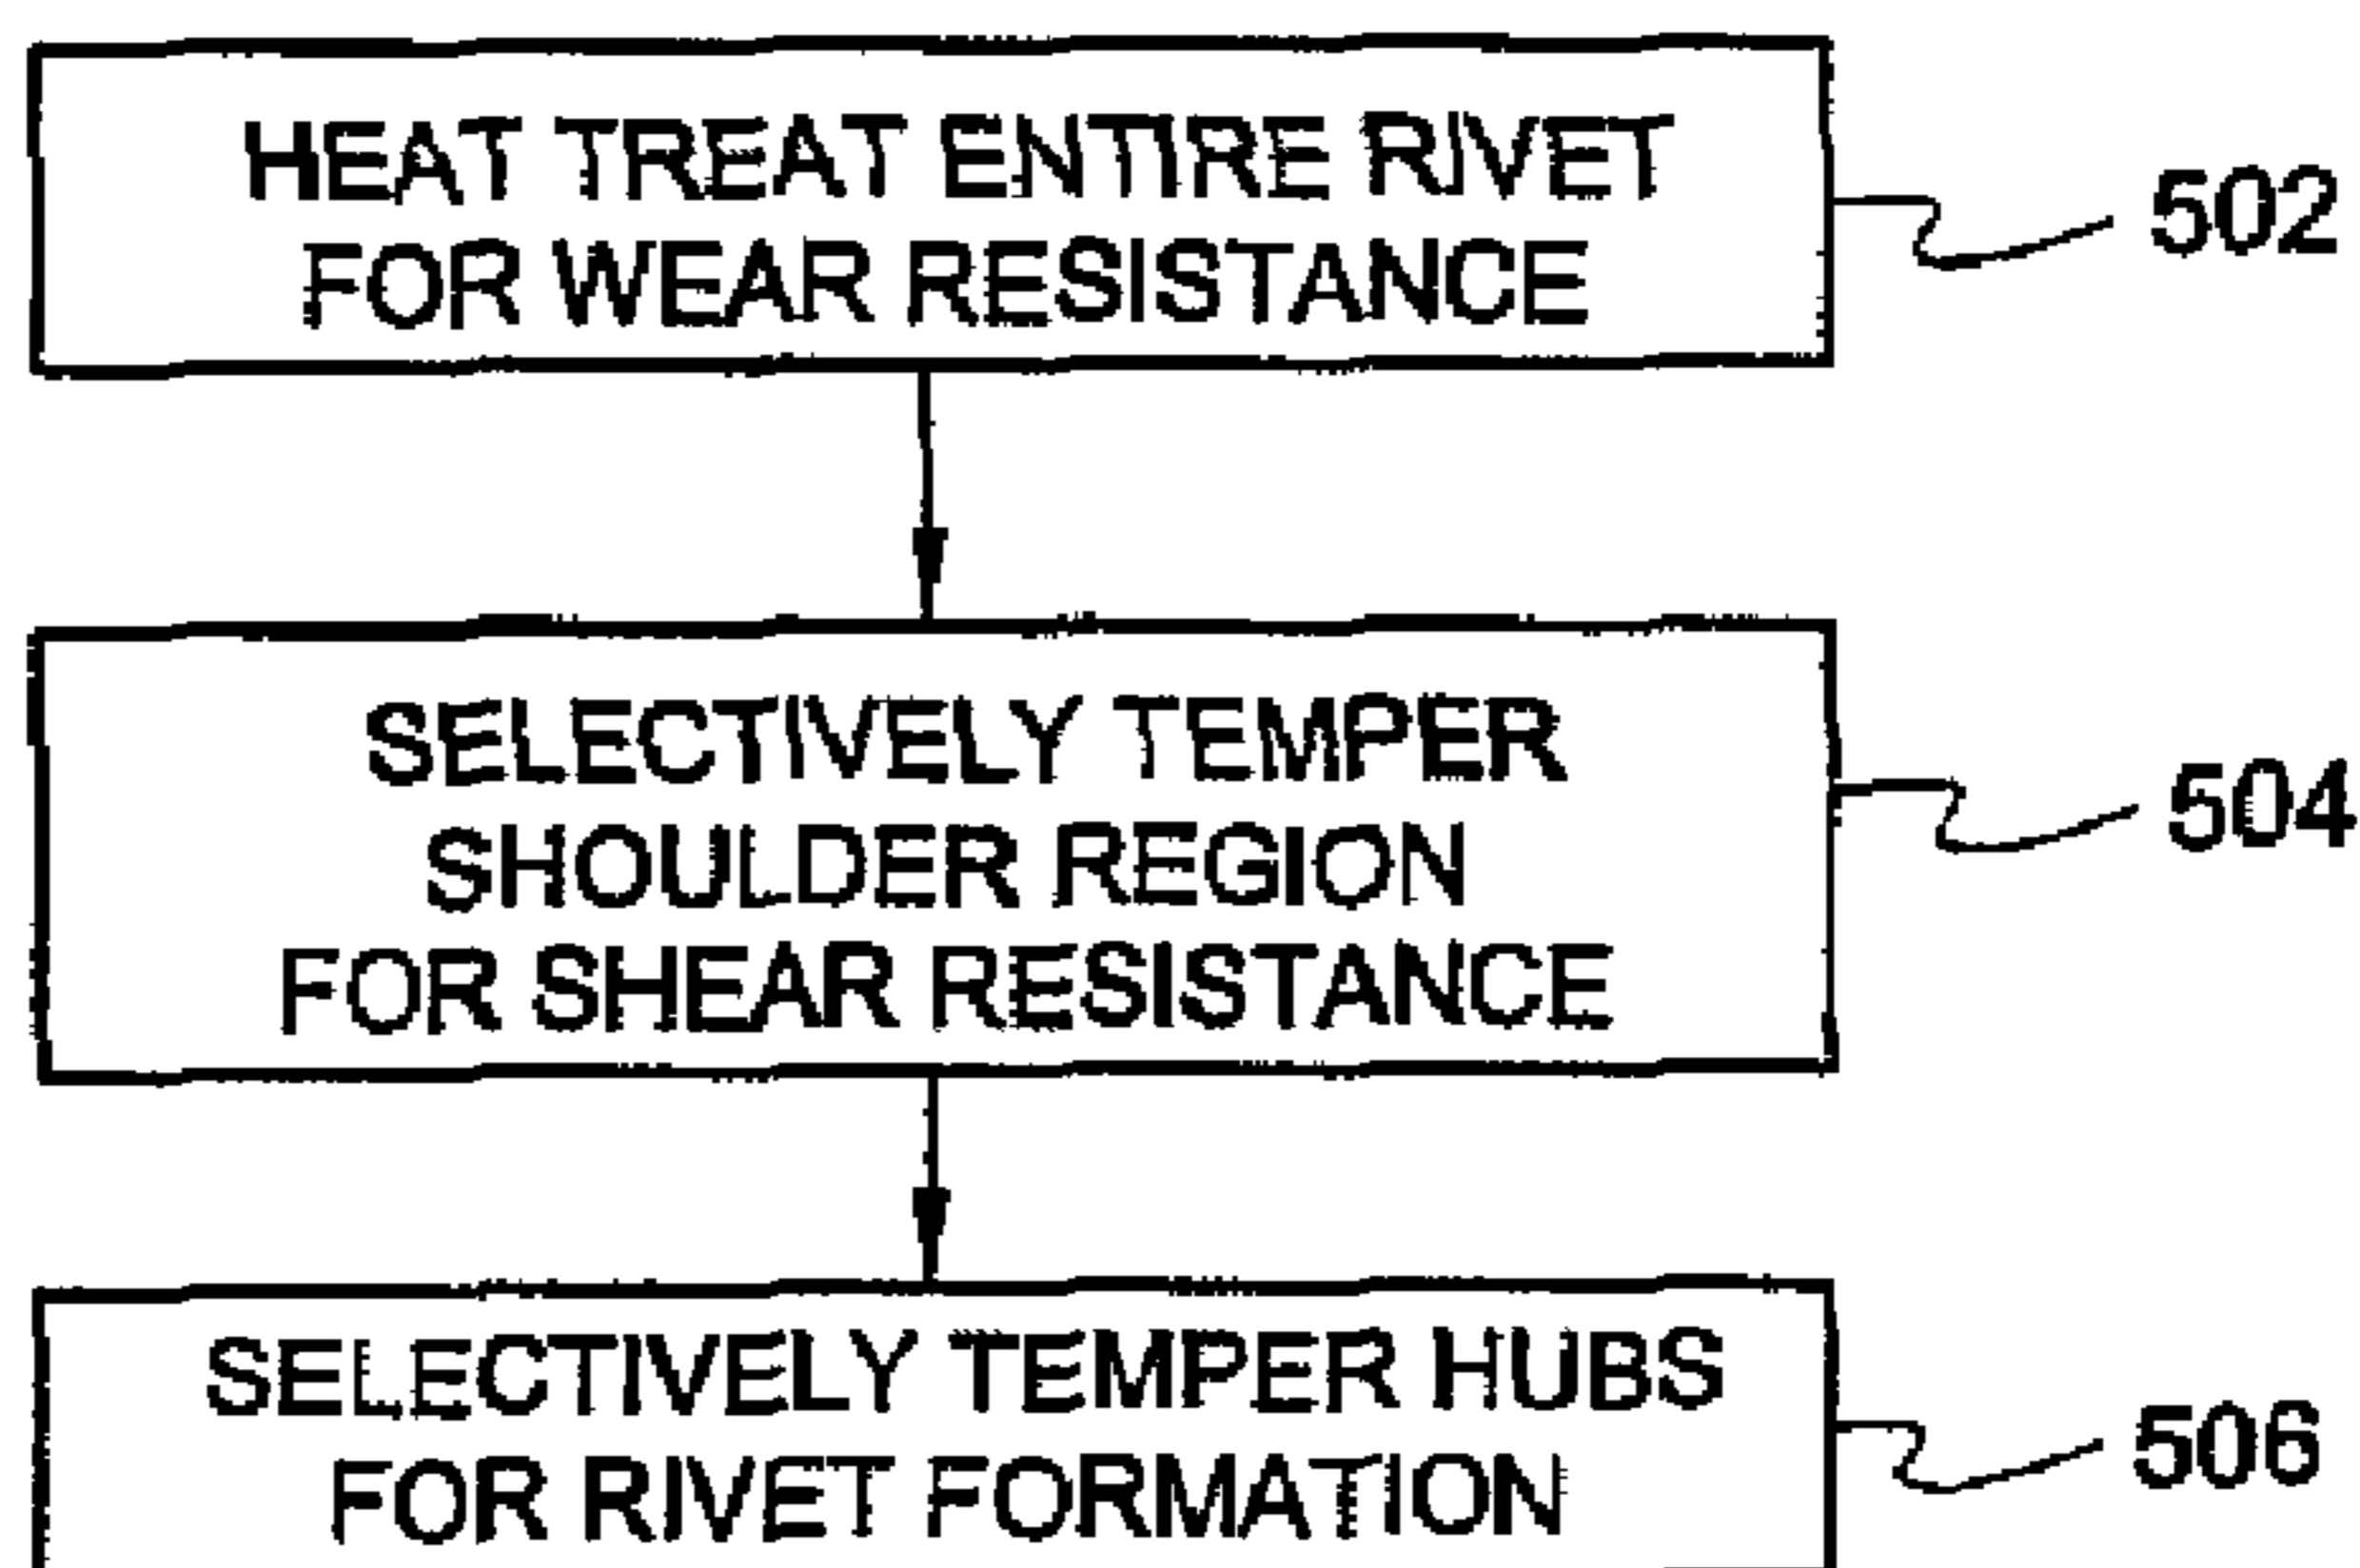 HEAT TREAT ENTIRE RIVET
FOR WEAR RESISTANCE
502
SELECTIVELY TEMPER
SHOULDER REGION
FOR SHEAR RESISTANCE
504
SELECTIVELY TEMPER HUBS
FOR RIVET FORMATION
506